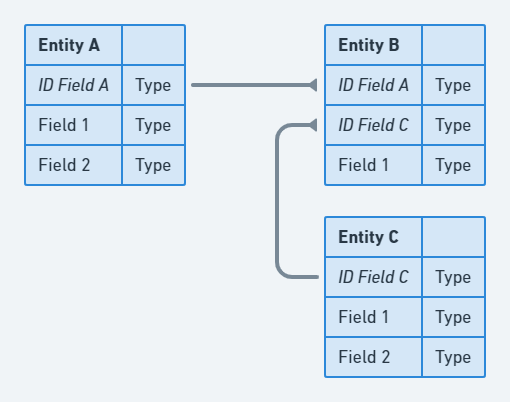 Entity A
ID Field A Type
Field 1 Type
Field 2 Type
Entity B
ID Field A Type
ID Field C Type
Field 1 Type
Entity C
ID Field C Type
Field 1 Type
Field 2 Type